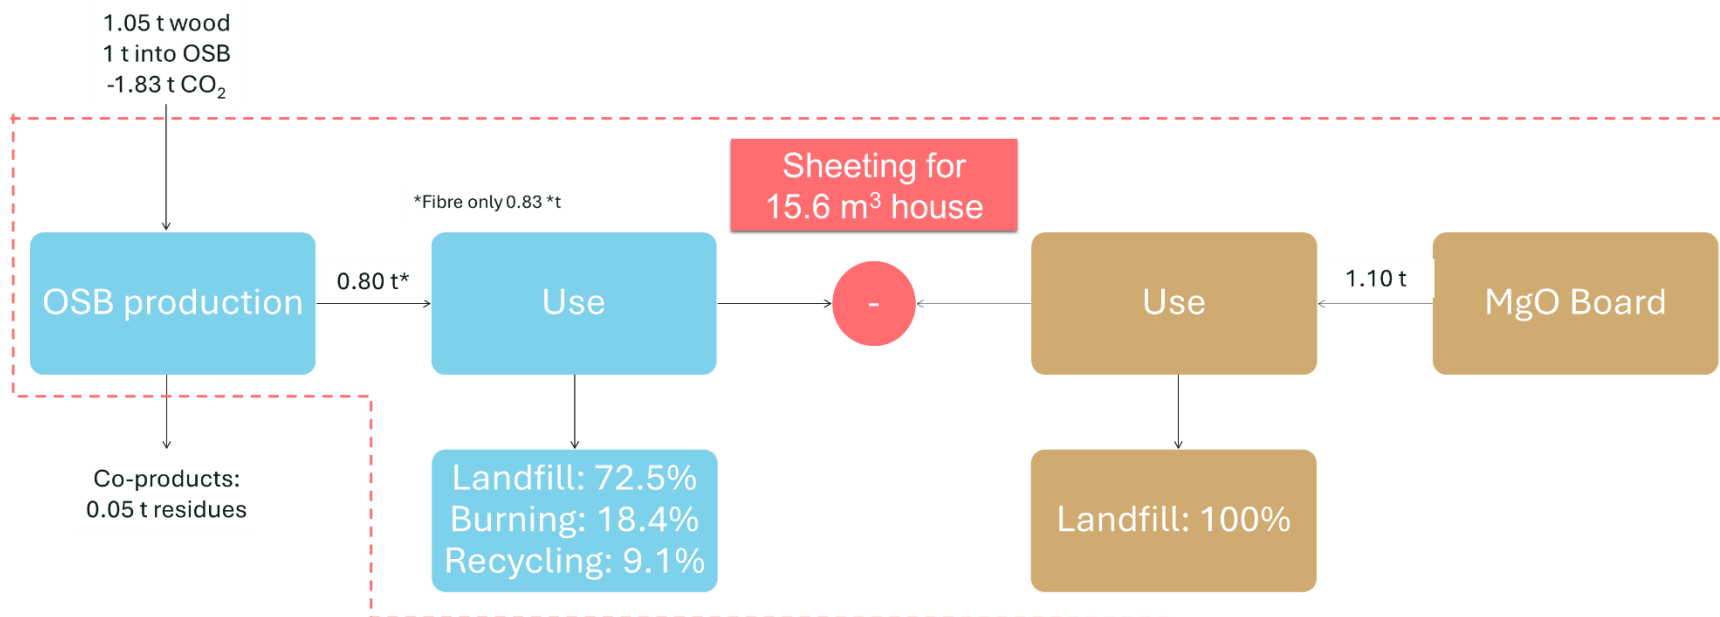 1.05 t wood
1 t into OSB
-1.83 t CO₂
*Fibre only 0.83 *t
Sheeting for
15.6 m³ house
OSB production
0.80 t*
Use
-
Use
1.10 t
MgO Board
Co-products:
0.05 t residues
Landfill: 72.5%
Burning: 18.4%
Recycling: 9.1%
Landfill: 100%